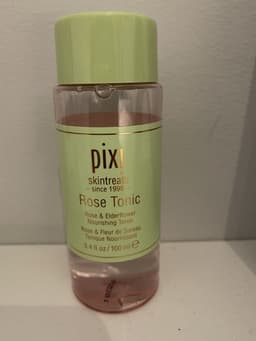 pixi
skintreats
– since 1999 –
Rose Tonic
Rose & Elderflower
Nourishing Toner
Rose & Fleur de Sureau
Tonique Nourrissant
3.4 fl oz / 100 ml ℮